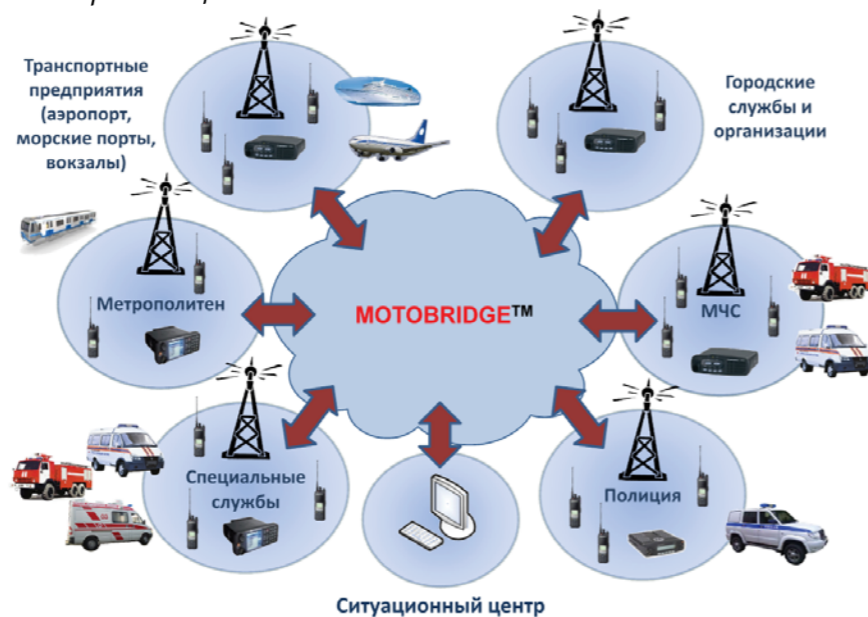 Транспортные
предприятия
(аэропорт,
морские порты,
вокзалы)
Городские
службы и
организации
Метрополитен
MOTOBRIDGE™
МЧС
Специальные
службы
Полиция
Ситуационный центр